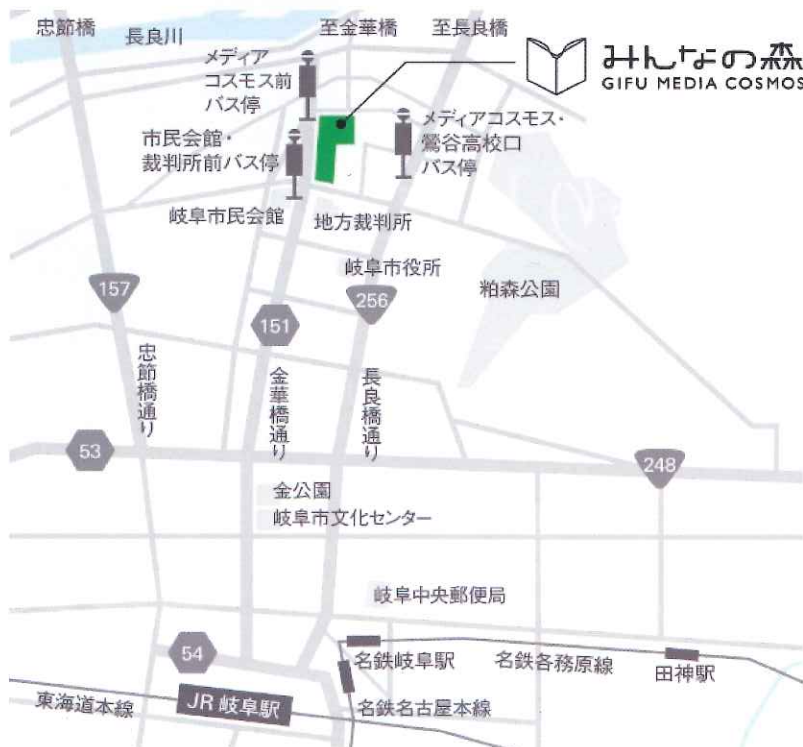 忠節橋
長良川
至金華橋
至長良橋
メディア
コスモス前
バス停
みんなの森
GIFU MEDIA COSMOS
メディアコスモス・
鶯谷高校口
バス停
市民会館・
裁判所前バス停
岐阜市民会館
地方裁判所
岐阜市役所
粕森公園
157
256
151
忠節橋通り
金華橋通り
長良橋通り
53
248
金公園
岐阜市文化センター
岐阜中央郵便局
54
名鉄岐阜駅
名鉄各務原線
田神駅
東海道本線
JR 岐阜駅
名鉄名古屋本線